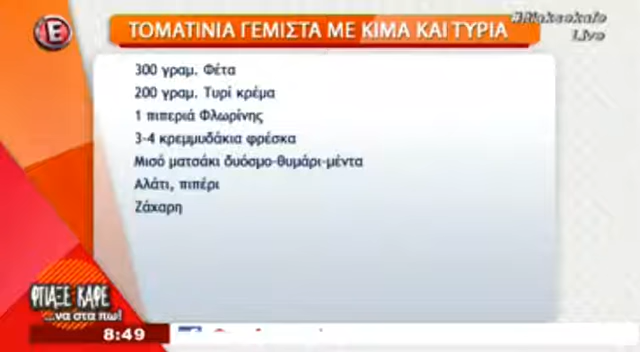 E
ΤΟΜΑΤΙΝΙΑ ΓΕΜΙΣΤΑ ΜΕ ΚΙΜΑ ΚΑΙ ΤΥΡΙΑ
Live
300 γραμ. Φέτα
200 γραμ. Τυρί κρέμα
1 πιπεριά Φλωρίνης
3-4 κρεμμυδάκια φρέσκα
Μισό ματσάκι δυόσμο-θυμάρι-μέντα
Αλάτι, πιπέρι
Ζάχαρη
ΦΤΙΑΞΕ ΚΑΦΕ
...να στα πω!
8:49